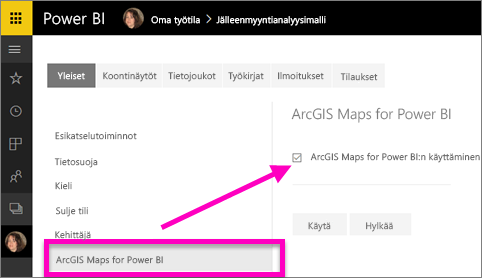 Power BI Oma työtila > Jälleenmyyntianalyysimalli
Yleiset Koontinäytöt Tietojoukot Työkirjat Ilmoitukset Tilaukset
ArcGIS Maps for Power BI
Esikatselutoiminnot
ArcGIS Maps for Power BI:n käyttäminen
Tietosuoja
Kieli
Sulje tili
Kehittäjä
Käytä Hylkää
ArcGIS Maps for Power BI